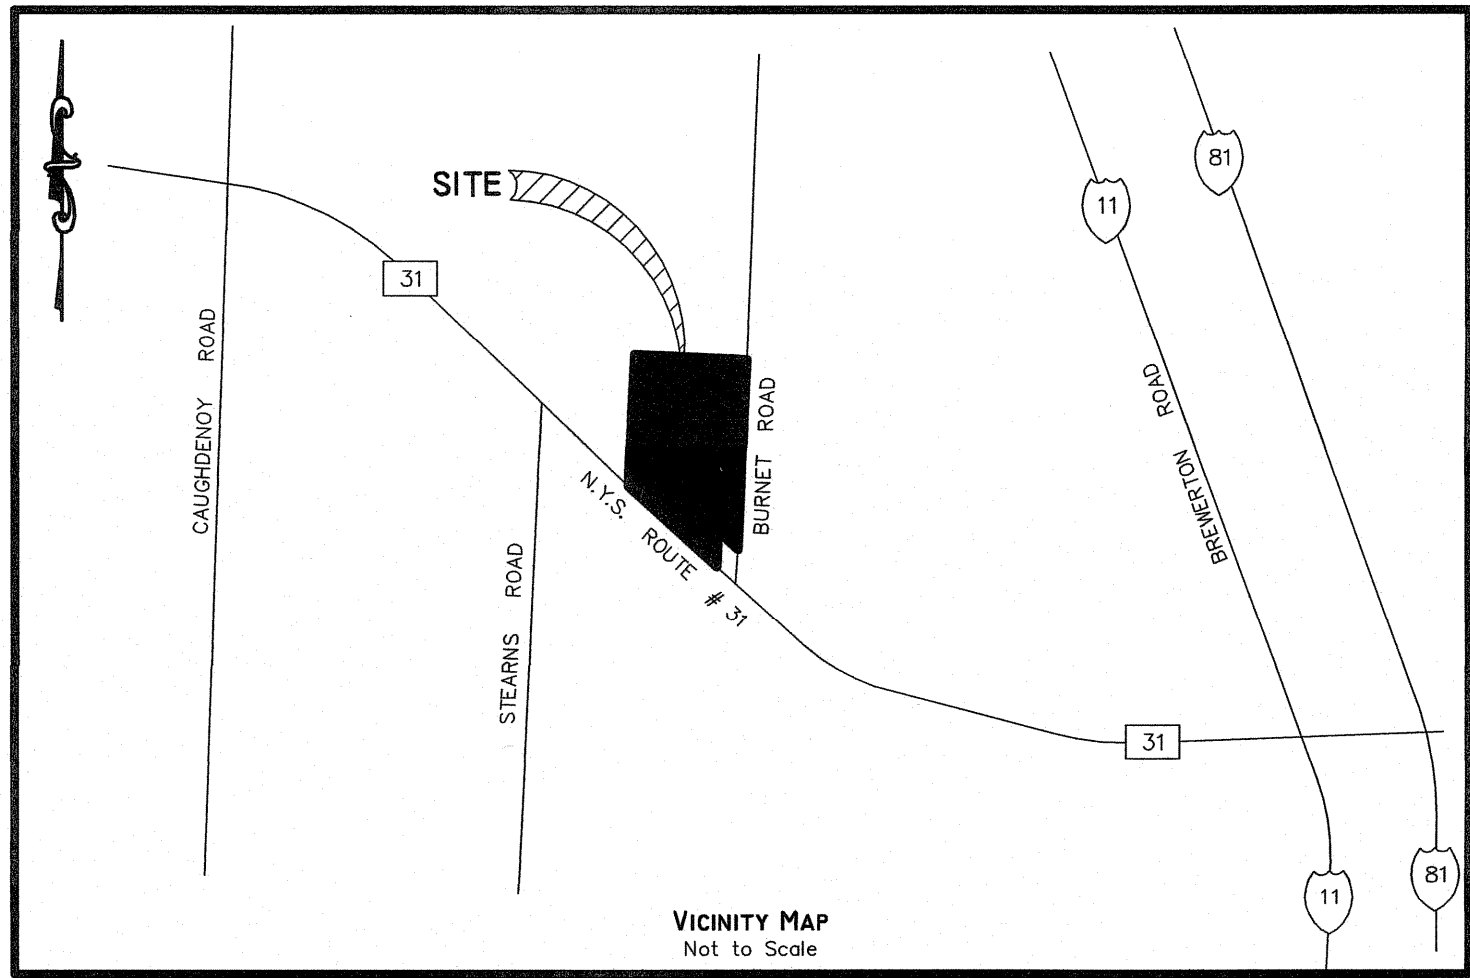 81
11
SITE
31
CAUGHDENOY ROAD
BURNET ROAD
BREWERTON ROAD
N.Y.S. ROUTE # 31
STEARNS ROAD
31
81
11
VICINITY MAP
Not to Scale